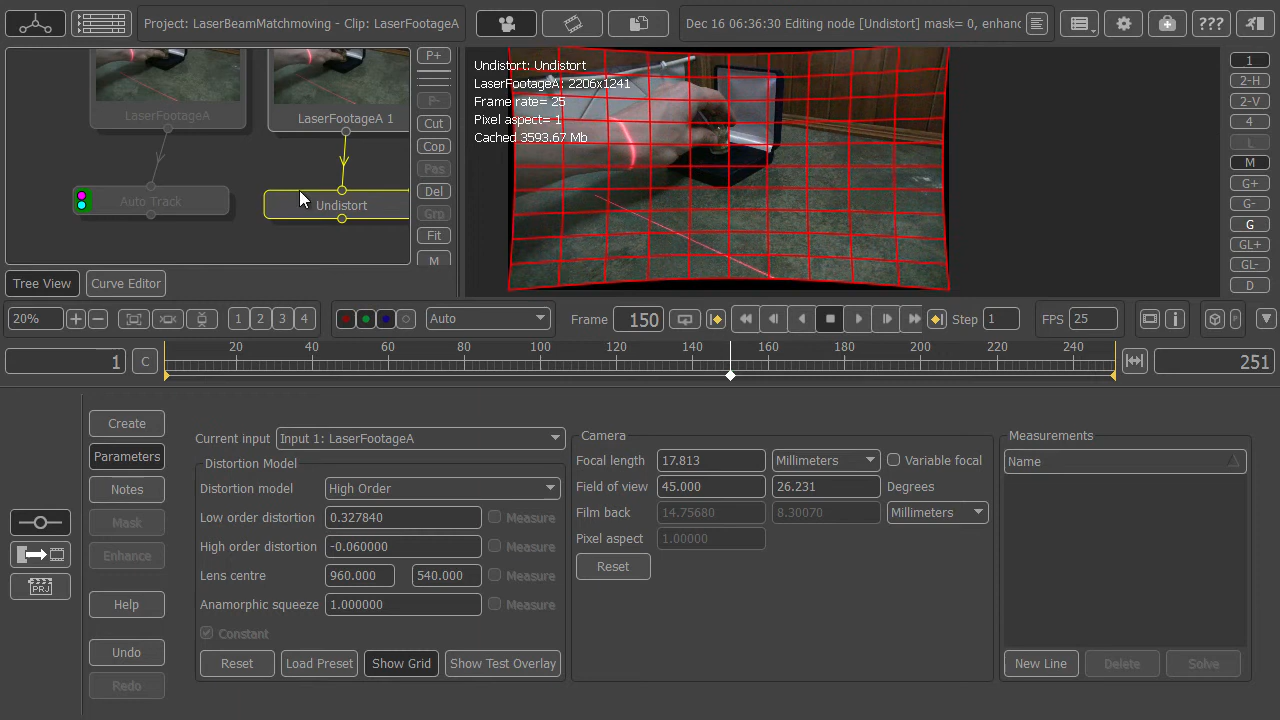 Project: LaserBeamMatchmoving - Clip: LaserFootageA
Dec 16 06:36:30 Editing node [Undistort] mask= 0, enhanc
???
LaserFootageA
LaserFootageA 1
Auto Track
Undistort
P+
P-
Cut
Cop
Pas
Del
Grp
Fit
M
Undistort: Undistort
LaserFootageA: 2206x1241
Frame rate= 25
Pixel aspect= 1
Cached 3593.67 Mb
1
2-H
2-V
4
L
M
G+
G-
G
GL+
GL-
D
Tree View
Curve Editor
20%
1
2
3
4
Auto
Frame
150
Step
1
FPS
25
P
1
C
20 40 60 80 100 120 140 160 180 200 220 240
251
Create
Parameters
Notes
Mask
Enhance
Help
Undo
Redo
PRJ
Current input
Input 1: LaserFootageA
Distortion Model
Distortion model
High Order
Low order distortion
0.327840
Measure
High order distortion
-0.060000
Measure
Lens centre
960.000
540.000
Measure
Anamorphic squeeze
1.000000
Measure
Constant
Reset
Load Preset
Show Grid
Show Test Overlay
Camera
Focal length
17.813
Millimeters
Variable focal
Field of view
45.000
26.231
Degrees
Film back
14.75680
8.30070
Millimeters
Pixel aspect
1.00000
Reset
Measurements
Name
New Line
Delete
Solve